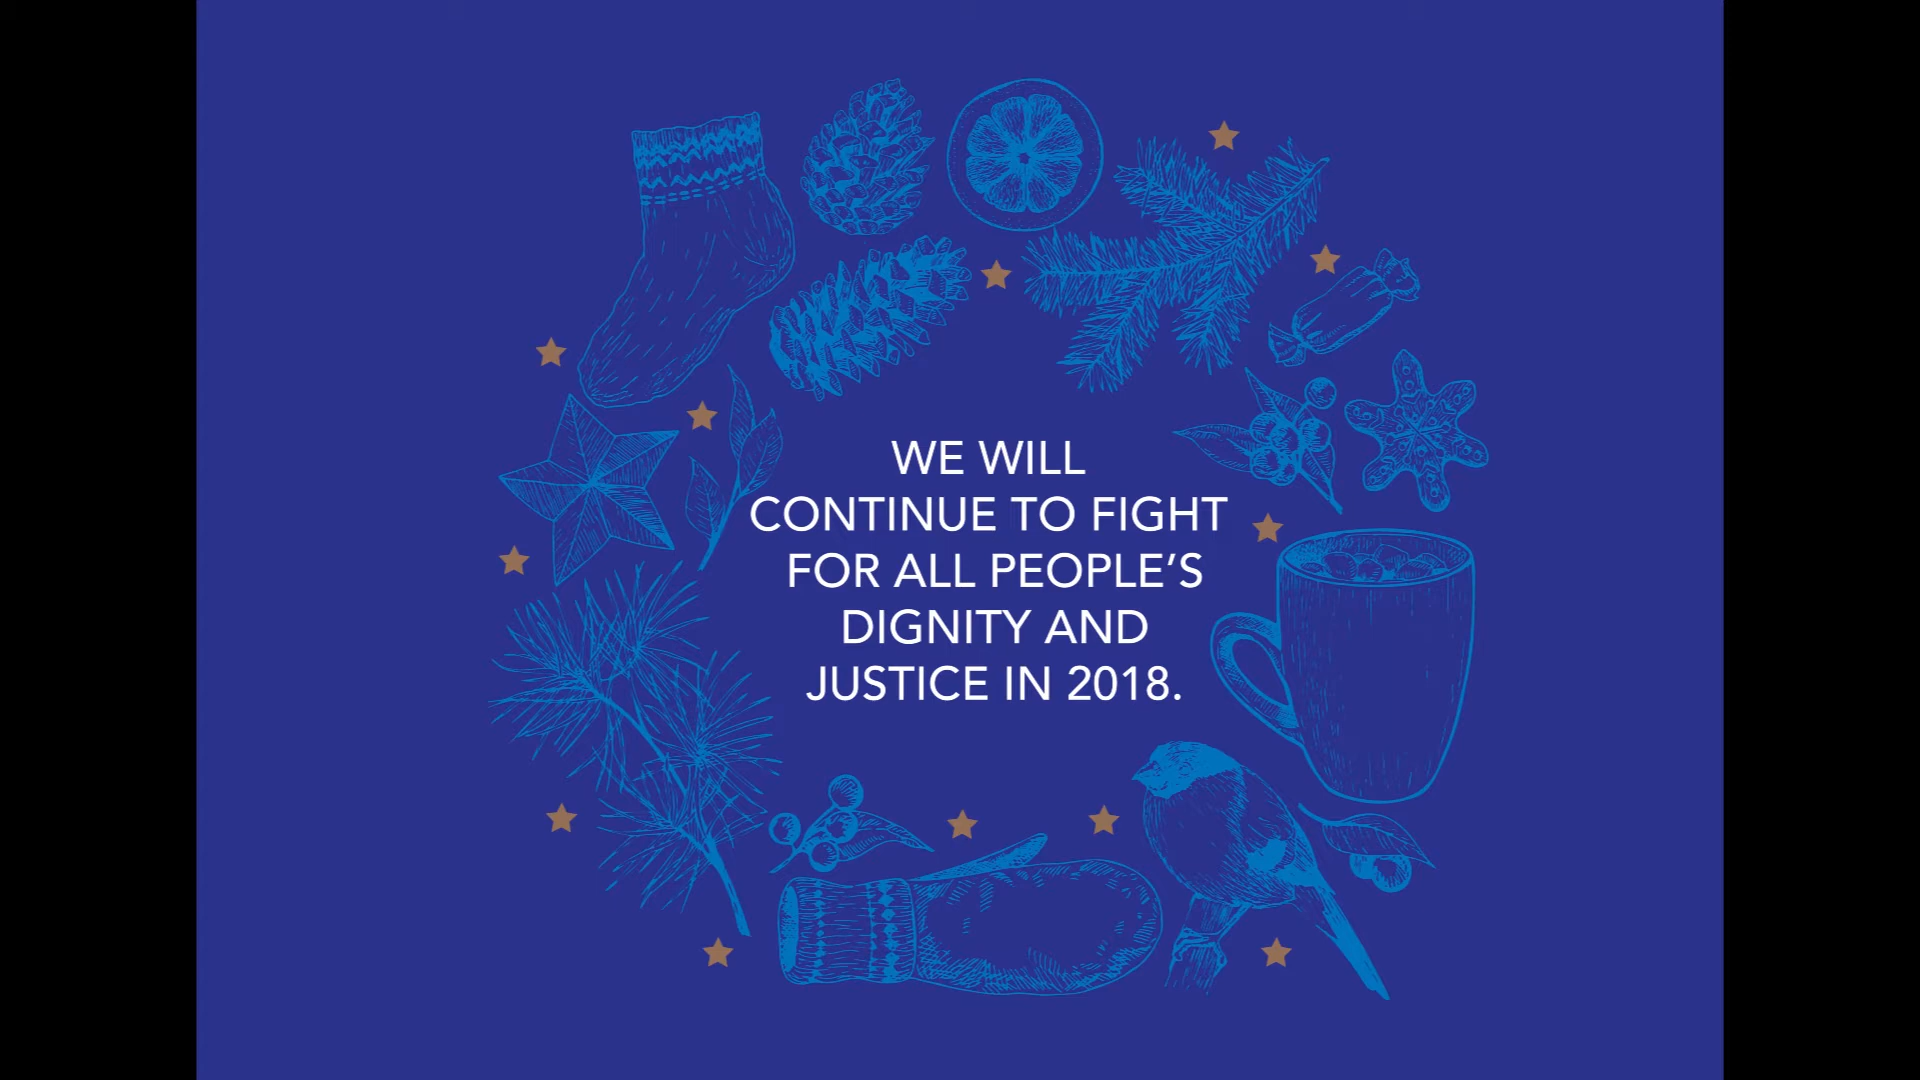 WE WILL
CONTINUE TO FIGHT
FOR ALL PEOPLE’S
DIGNITY AND
JUSTICE IN 2018.